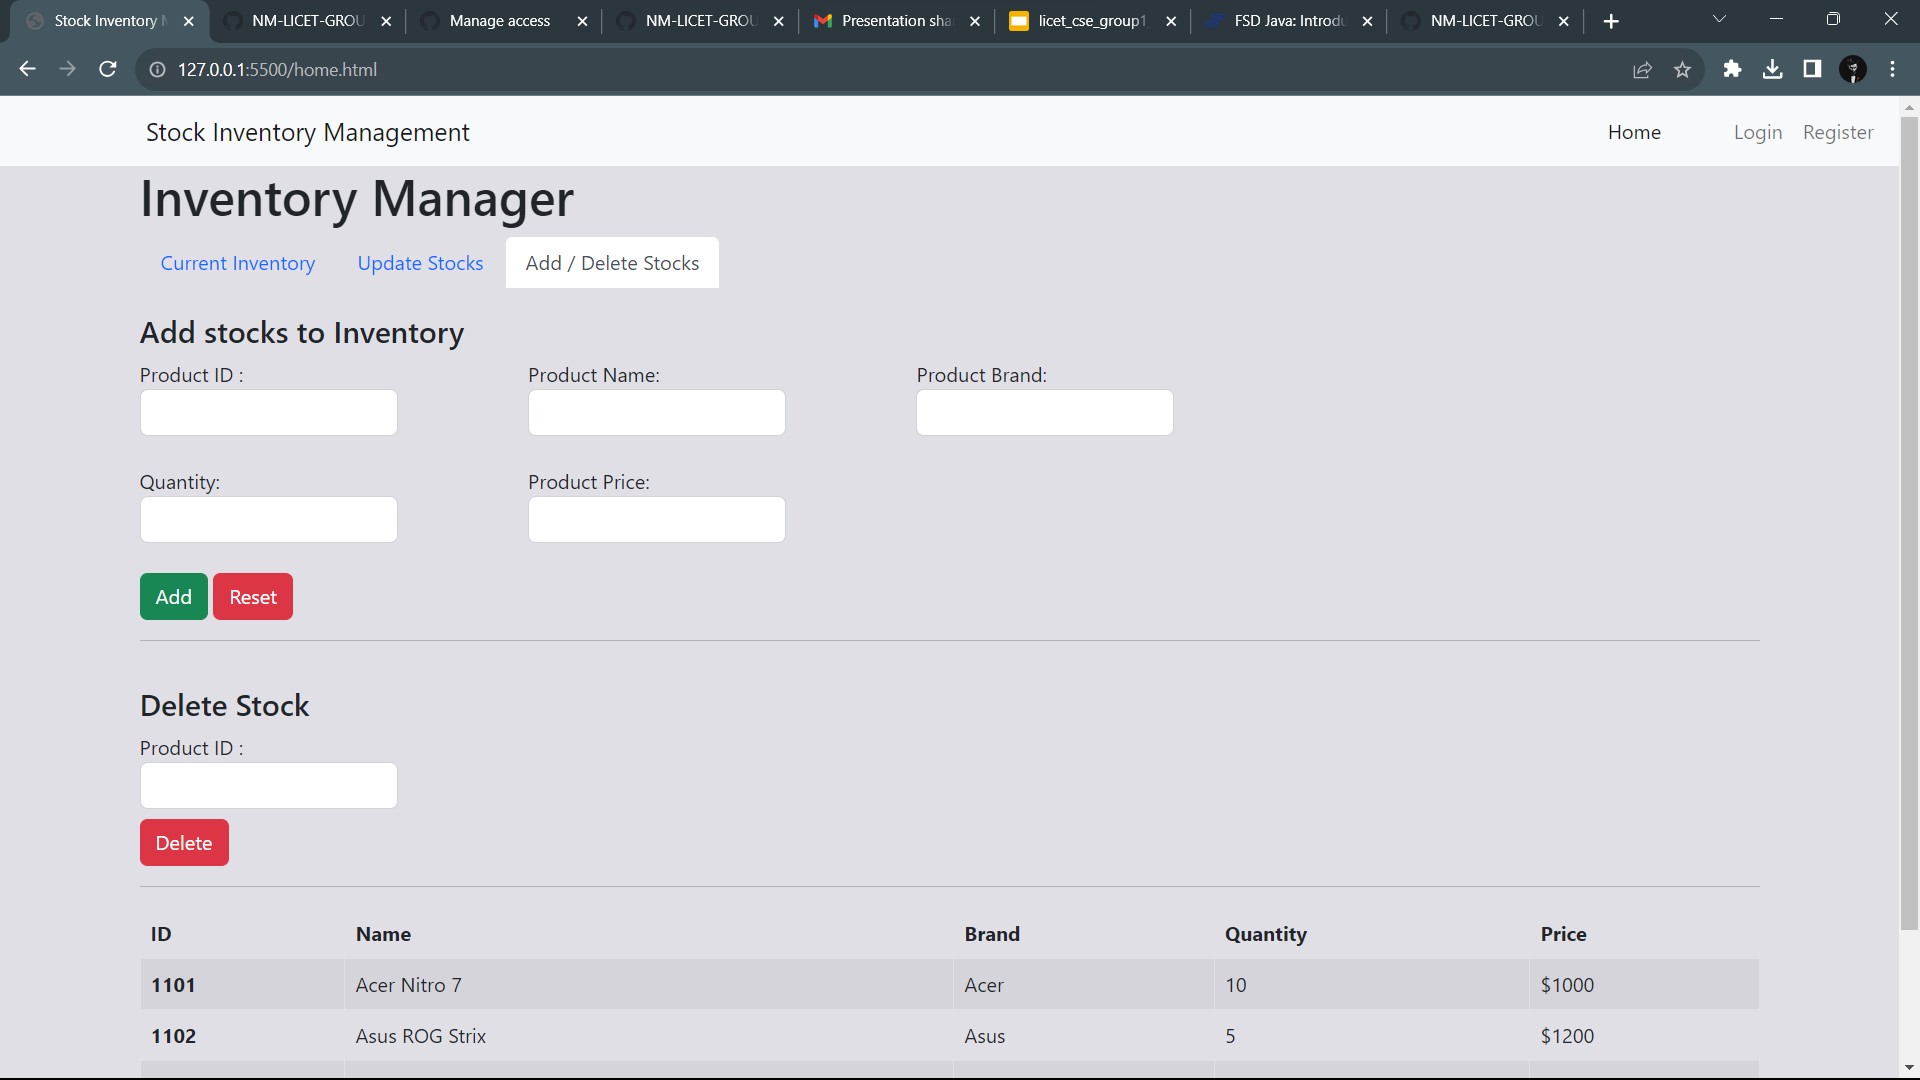 Stock Inventory
NM-LICET-GROU
Manage access
NM-LICET-GROU
Presentation sha
licet_cse_group1
FSD Java: Introdu
NM-LICET-GROU
127.0.0.1:5500/home.html
Stock Inventory Management
Home
Login
Register
Inventory Manager
Current Inventory
Update Stocks
Add / Delete Stocks
Add stocks to Inventory
Product ID :
Product Name:
Product Brand:
Quantity:
Product Price:
Add
Reset
Delete Stock
Product ID :
Delete
ID Name Brand Quantity Price
1101 Acer Nitro 7 Acer 10 $1000
1102 Asus ROG Strix Asus 5 $1200